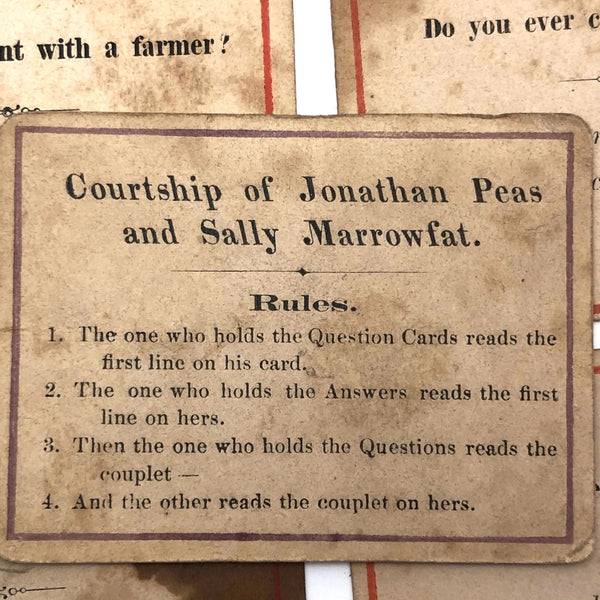 nt with a farmer?
Do you ever c
Courtship of Jonathan Peas
and Sally Marrowfat.
Rules.
1. The one who holds the Question Cards reads the
first line on his card.
2. The one who holds the Answers reads the first
line on hers.
3. Then the one who holds the Questions reads the
couplet —
4. And the other reads the couplet on hers.